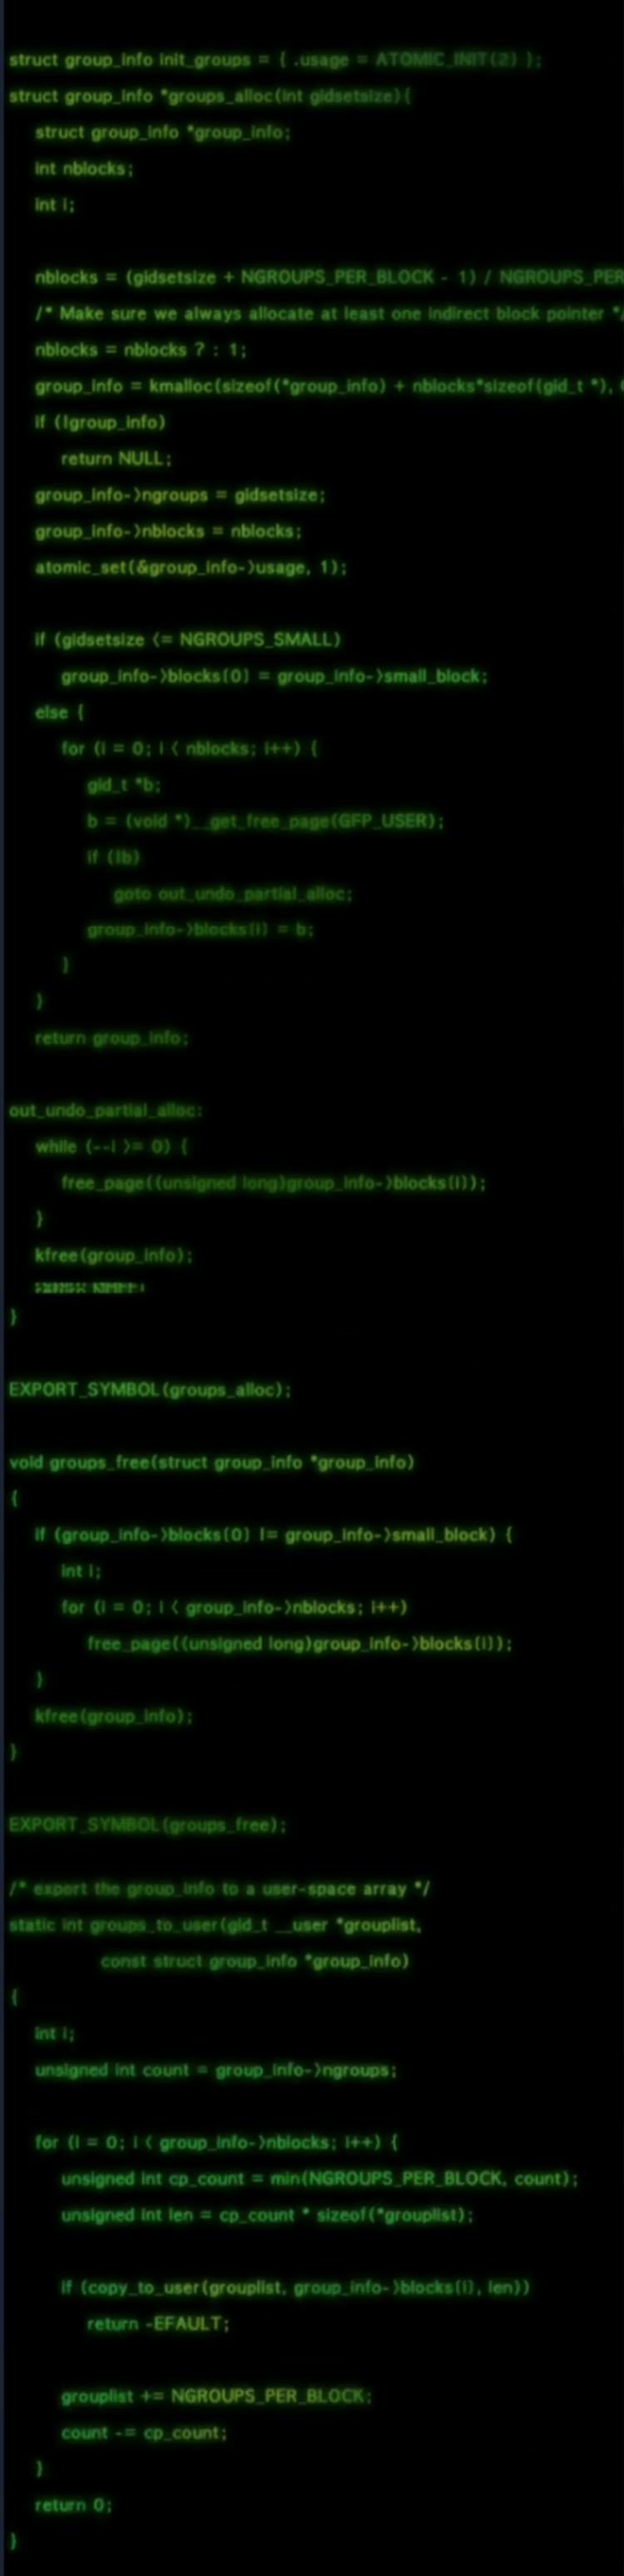 struct group_info init_groups = { .usage = ATOMIC_INIT(2) };
struct group_info *groups_alloc(int gidsetsize){
struct group_info *group_info;
int nblocks;
int i;
nblocks = (gidsetsize + NGROUPS_PER_BLOCK - 1) / NGROUPS_PER
/* Make sure we always allocate at least one indirect block pointer */
nblocks = nblocks ? : 1;
group_info = kmalloc(sizeof(*group_info) + nblocks*sizeof(gid_t *),
if (!group_info)
return NULL;
group_info->ngroups = gidsetsize;
group_info->nblocks = nblocks;
atomic_set(&group_info->usage, 1);
if (gidsetsize <= NGROUPS_SMALL)
group_info->blocks[0] = group_info->small_block;
else {
for (i = 0; i < nblocks; i++) {
gid_t *b;
b = (void *)__get_free_page(GFP_USER);
if (!b)
goto out_undo_partial_alloc;
group_info->blocks[i] = b;
}
}
return group_info;
out_undo_partial_alloc:
while (--i >= 0) {
free_page((unsigned long)group_info->blocks[i]);
}
kfree(group_info);
}
EXPORT_SYMBOL(groups_alloc);
void groups_free(struct group_info *group_info)
{
if (group_info->blocks[0] != group_info->small_block) {
int i;
for (i = 0; i < group_info->nblocks; i++)
free_page((unsigned long)group_info->blocks[i]);
}
kfree(group_info);
}
EXPORT_SYMBOL(groups_free);
/* export the group_info to a user-space array */
static int groups_to_user(gid_t __user *grouplist,
const struct group_info *group_info)
{
int i;
unsigned int count = group_info->ngroups;
for (i = 0; i < group_info->nblocks; i++) {
unsigned int cp_count = min(NGROUPS_PER_BLOCK, count);
unsigned int len = cp_count * sizeof(*grouplist);
if (copy_to_user(grouplist, group_info->blocks[i], len))
return -EFAULT;
grouplist += NGROUPS_PER_BLOCK;
count -= cp_count;
}
return 0;
}